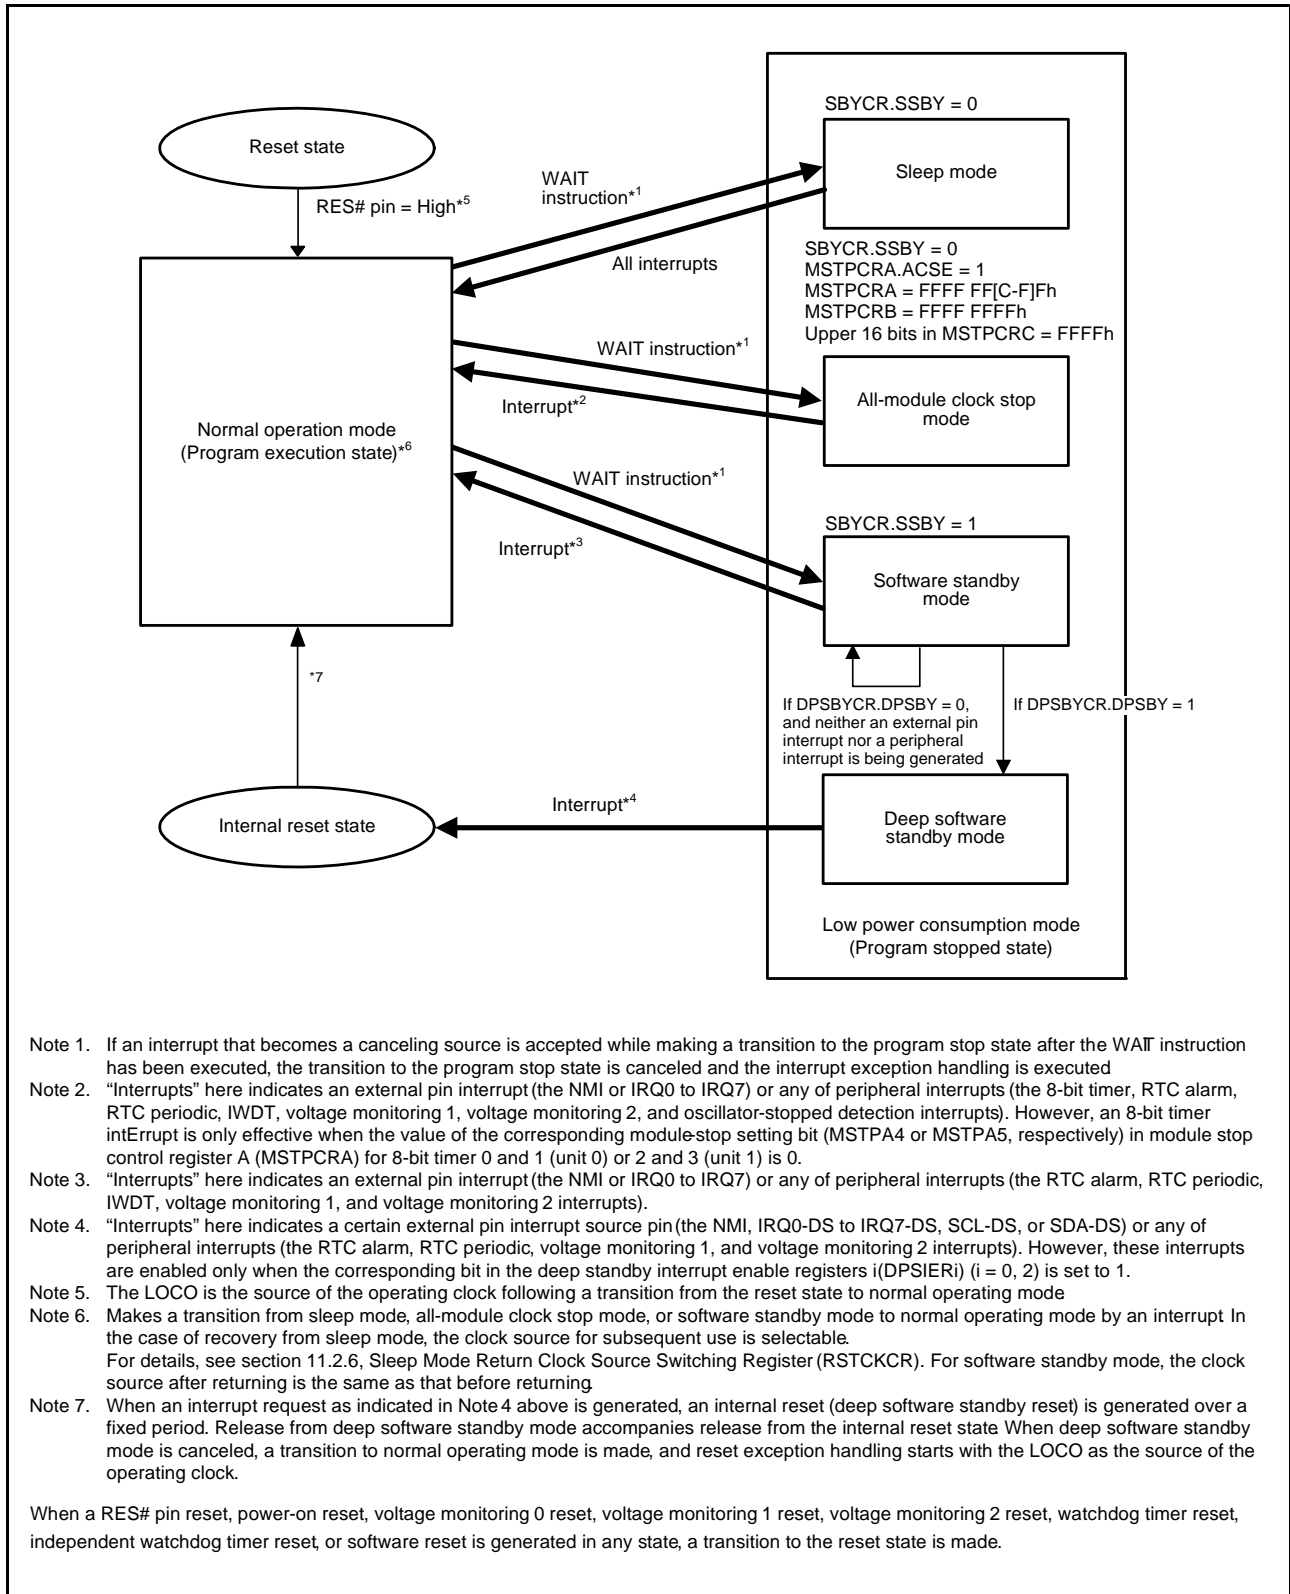 Reset state
RES# pin = High*5
WAIT
instruction*1
All interrupts
SBYCR.SSBY = 0
Sleep mode
SBYCR.SSBY = 0
MSTPCRA.ACSE = 1
MSTPCRA = FFFF FF[C-F]Fh
MSTPCRB = FFFF FFFFh
Upper 16 bits in MSTPCRC = FFFFh
WAIT instruction*1
Interrupt*2
All-module clock stop
mode
Normal operation mode
(Program execution state)*6
WAIT instruction*1
Interrupt*3
SBYCR.SSBY = 1
Software standby
mode
*7
If DPSBYCR.DPSBY = 0,
and neither an external pin
interrupt nor a peripheral
interrupt is being generated
If DPSBYCR.DPSBY = 1
Internal reset state
Interrupt*4
Deep software
standby mode
Low power consumption mode
(Program stopped state)
Note 1. If an interrupt that becomes a canceling source is accepted while making a transition to the program stop state after the WAIT instruction
has been executed, the transition to the program stop state is canceled and the interrupt exception handling is executed
Note 2. “Interrupts” here indicates an external pin interrupt (the NMI or IRQ0 to IRQ7) or any of peripheral interrupts (the 8-bit timer, RTC alarm,
RTC periodic, IWDT, voltage monitoring 1, voltage monitoring 2, and oscillator-stopped detection interrupts). However, an 8-bit timer
intErrupt is only effective when the value of the corresponding module-stop setting bit (MSTPA4 or MSTPA5, respectively) in module stop
control register A (MSTPCRA) for 8-bit timer 0 and 1 (unit 0) or 2 and 3 (unit 1) is 0.
Note 3. “Interrupts” here indicates an external pin interrupt (the NMI or IRQ0 to IRQ7) or any of peripheral interrupts (the RTC alarm, RTC periodic,
IWDT, voltage monitoring 1, and voltage monitoring 2 interrupts).
Note 4. “Interrupts” here indicates a certain external pin interrupt source pin (the NMI, IRQ0-DS to IRQ7-DS, SCL-DS, or SDA-DS) or any of
peripheral interrupts (the RTC alarm, RTC periodic, voltage monitoring 1, and voltage monitoring 2 interrupts). However, these interrupts
are enabled only when the corresponding bit in the deep standby interrupt enable registers i(DPSIERi) (i = 0, 2) is set to 1.
Note 5. The LOCO is the source of the operating clock following a transition from the reset state to normal operating mode
Note 6. Makes a transition from sleep mode, all-module clock stop mode, or software standby mode to normal operating mode by an interrupt. In
the case of recovery from sleep mode, the clock source for subsequent use is selectable.
For details, see section 11.2.6, Sleep Mode Return Clock Source Switching Register (RSTCKCR). For software standby mode, the clock
source after returning is the same as that before returning.
Note 7. When an interrupt request as indicated in Note 4 above is generated, an internal reset (deep software standby reset) is generated over a
fixed period. Release from deep software standby mode accompanies release from the internal reset state. When deep software standby
mode is canceled, a transition to normal operating mode is made, and reset exception handling starts with the LOCO as the source of the
operating clock.
When a RES# pin reset, power-on reset, voltage monitoring 0 reset, voltage monitoring 1 reset, voltage monitoring 2 reset, watchdog timer reset,
independent watchdog timer reset, or software reset is generated in any state, a transition to the reset state is made.